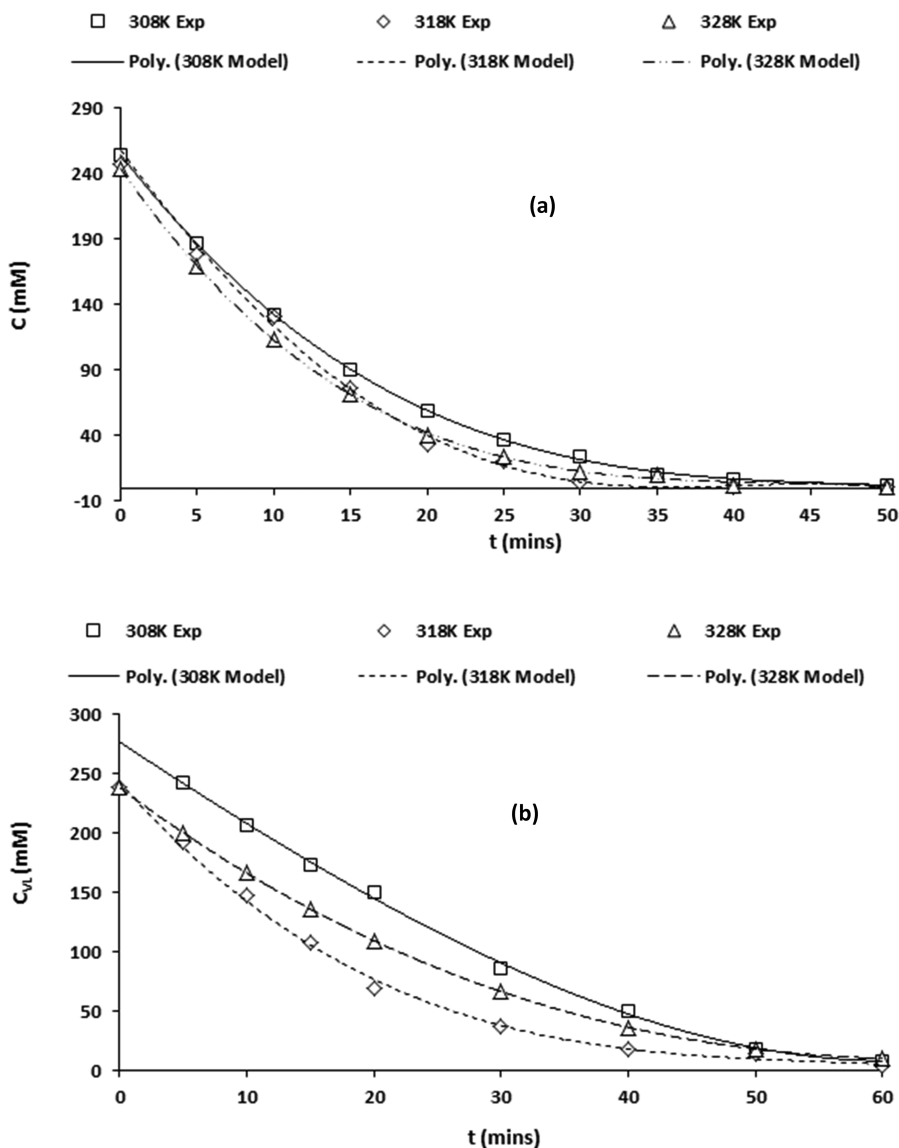 308K Exp 318K Exp 328K Exp
Poly. (308K Model) Poly. (318K Model) Poly. (328K Model)
290
240
190
140
90
40
-10
C (mM)
(a)
0 5 10 15 20 25 30 35 40 45 50
t (mins)
308K Exp 318K Exp 328K Exp
Poly. (308K Model) Poly. (318K Model) Poly. (328K Model)
300
250
200
150
100
50
0
C_VL (mM)
(b)
0 10 20 30 40 50 60
t (mins)